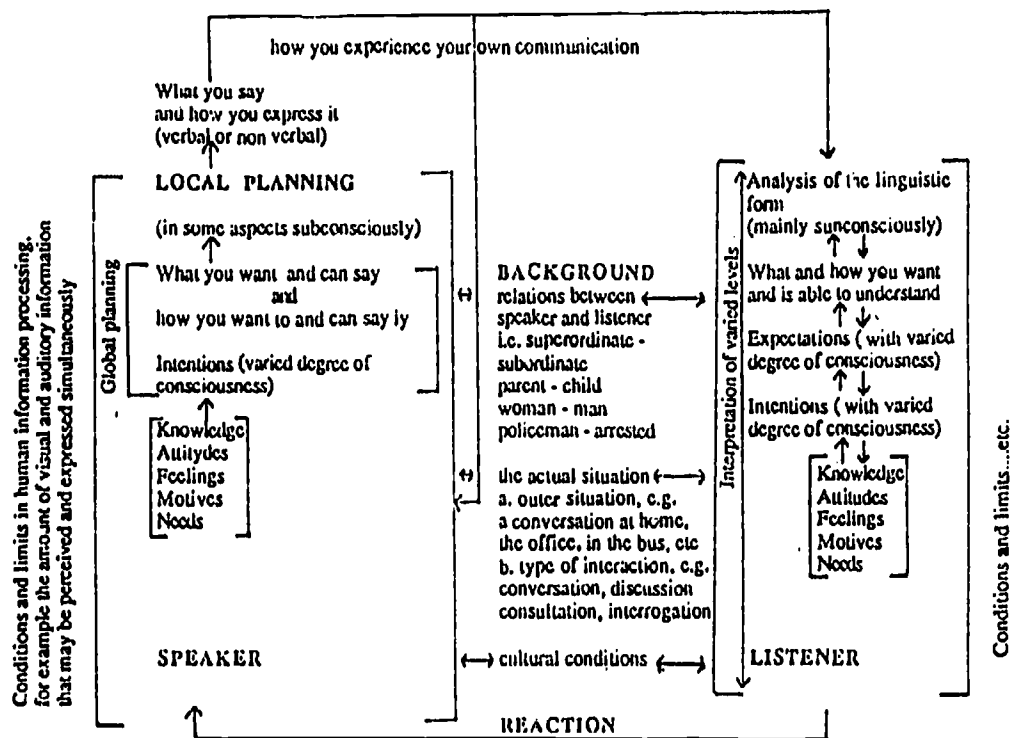 how you experience your own communication
What you say
and how you express it
(verbal or non verbal)
LOCAL PLANNING
(in some aspects subconsciously)
What you want and can say
and
how you want to and can say ly
Intentions (varied degree of
consciousness)
Global planning
Knowledge
Attitydes
Feelings
Motives
Needs
SPEAKER
Conditions and limits in human information processing,
for example the amount of visual and auditory information
that may be perceived and expressed simultaneously
BACKGROUND
relations between
speaker and listener
i.e. superordinate -
subordinate
parent - child
woman - man
policeman - arrested
the actual situation
a. outer situation, e.g.
a conversation at home,
the office, in the bus, etc
b. type of interaction, e.g.
conversation, discussion
consultation, interrogation
cultural conditions
REACTION
Interpretation of varied levels
Analysis of the linguistic
form
(mainly sunconsciously)
What and how you want
and is able to understand
Expectations ( with varied
degree of consciousness)
Intentions ( with varied
degree of consciousness)
Knowledge
Attitudes
Feelings
Motives
Needs
LISTENER
Conditions and limits....etc.